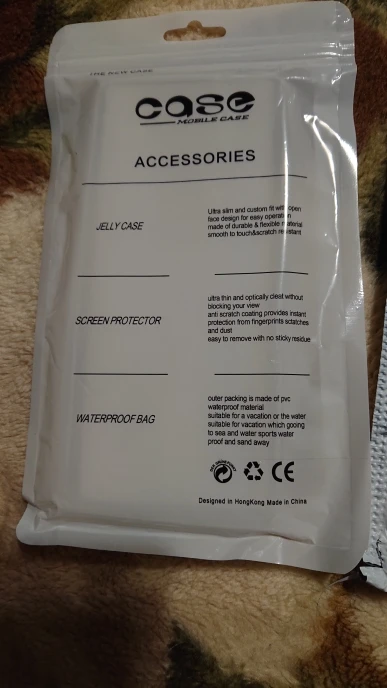 THE NEW CASE
case
MOBILE CASE
ACCESSORIES
JELLY CASE
Ultra slim and custom fit with open
face design for easy operation
made of durable & flexible material
smooth to touch&scratch resistant
SCREEN PROTECTOR
ultra thin and optically cleat without
blocking your view
anti scratch coating provides instant
protection from fingerprints sctatches
and dust
easy to remove with no sticky residue
WATERPROOF BAG
outer packing is made of pvc
waterproof material
suitable for a vacation or the water
suitable for vacation which gooing
to sea and water sports water
proof and sand away
CE
Designed in HongKong Made in China